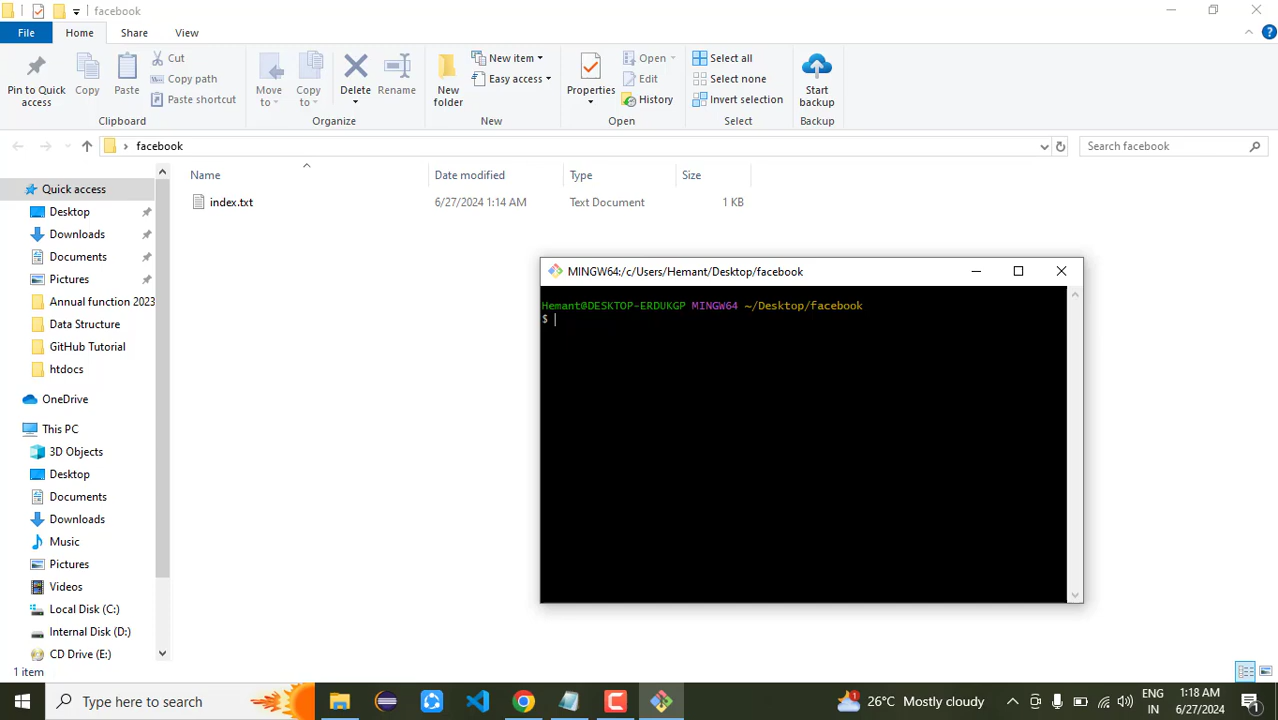 facebook
File
Home
Share
View
Pin to Quick access
Copy
Paste
Cut
Copy path
Paste shortcut
Clipboard
Move to
Copy to
Delete
Rename
Organize
New folder
New item
Easy access
New
Properties
Open
Edit
History
Open
Select all
Select none
Invert selection
Select
Start backup
Backup
facebook
Search facebook
Name
Date modified
Type
Size
index.txt
6/27/2024 1:14 AM
Text Document
1 KB
Quick access
Desktop
Downloads
Documents
Pictures
Annual function 2023
Data Structure
GitHub Tutorial
htdocs
OneDrive
This PC
3D Objects
Desktop
Documents
Downloads
Music
Pictures
Videos
Local Disk (C:)
Internal Disk (D:)
CD Drive (E:)
MINGW64:/c/Users/Hemant/Desktop/facebook
Hemant@DESKTOP-ERDUKGP MINGW64 ~/Desktop/facebook
$
1 item
Type here to search
1
26°C Mostly cloudy
ENG
IN
1:18 AM
6/27/2024
1